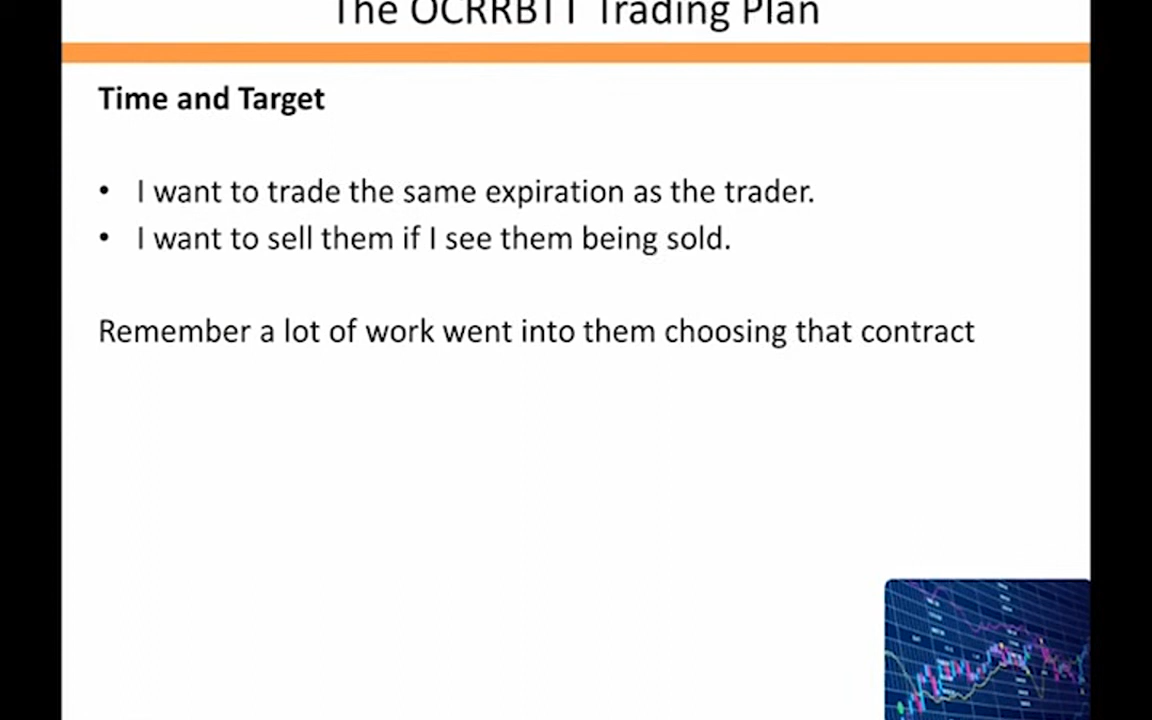 The OCRRBTT Trading Plan
Time and Target
• I want to trade the same expiration as the trader.
• I want to sell them if I see them being sold.
Remember a lot of work went into them choosing that contract